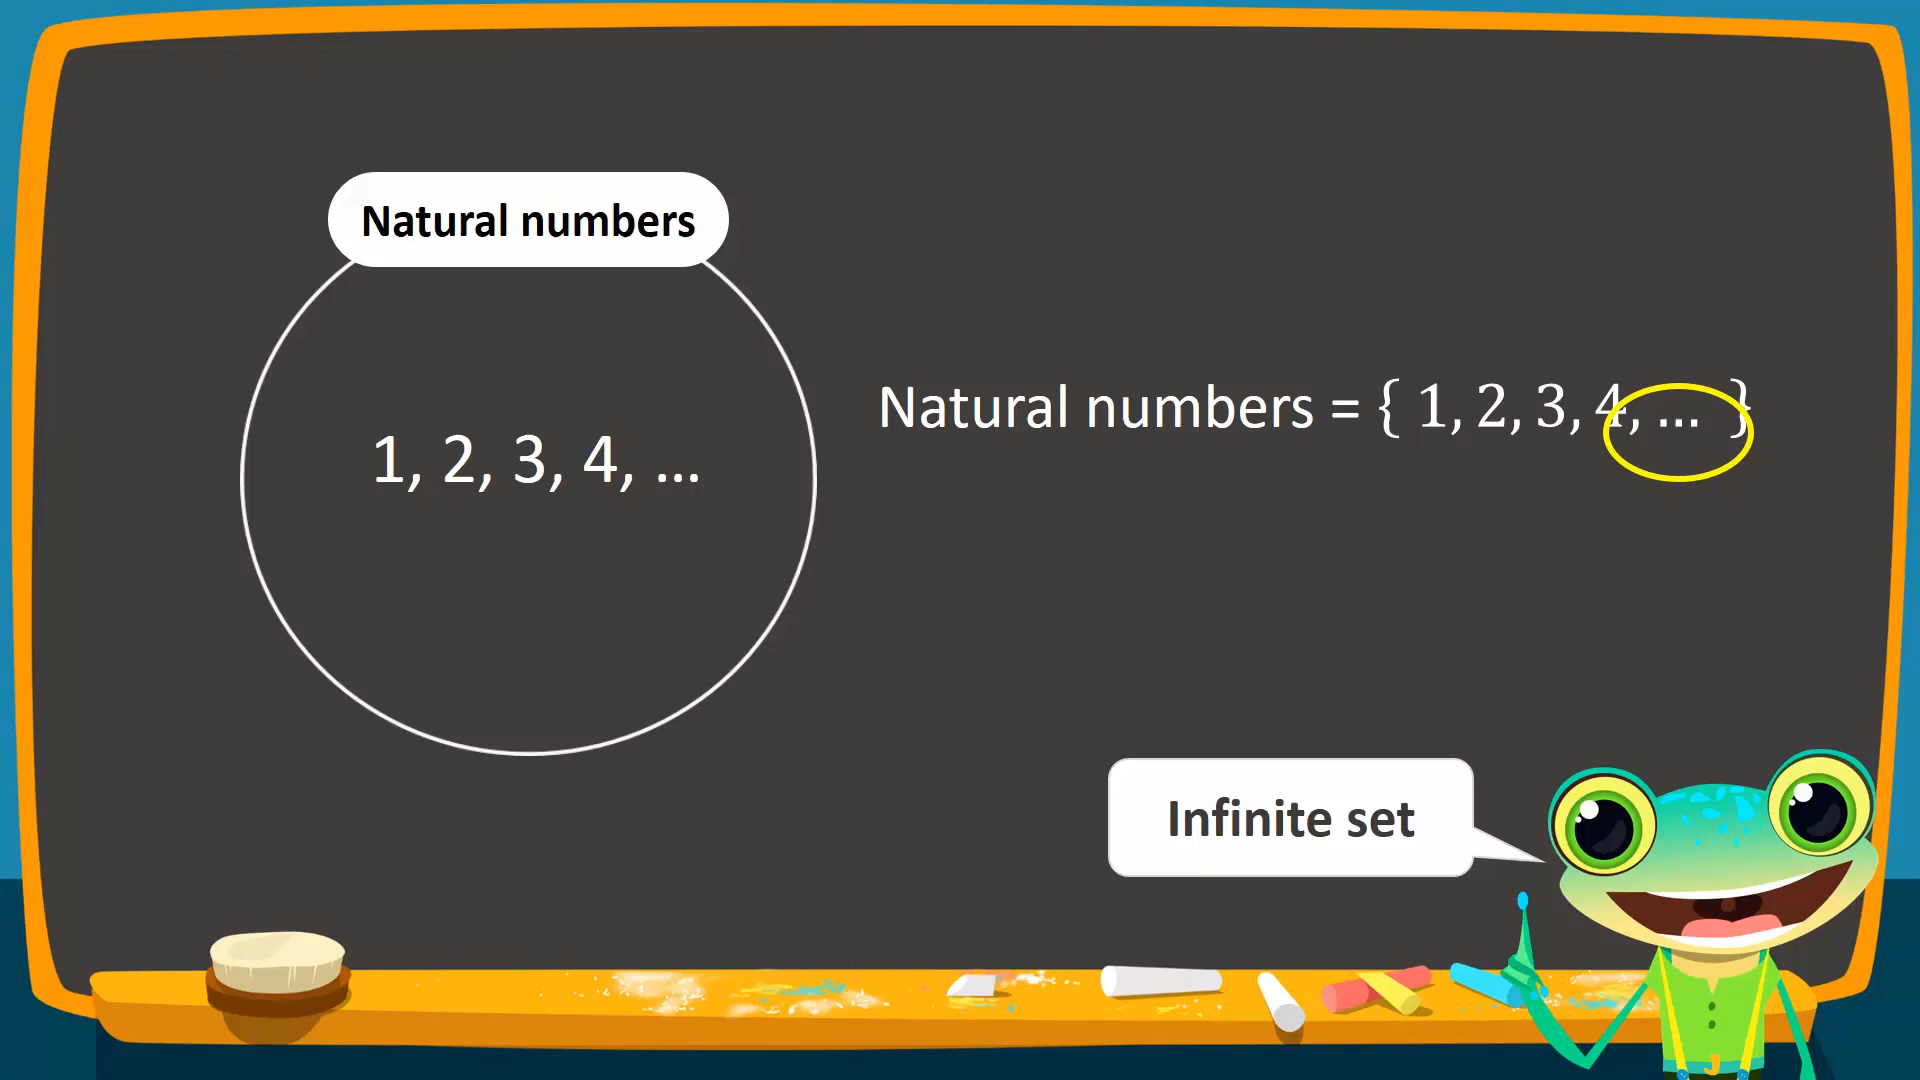 Natural numbers
1, 2, 3, 4, ...
Natural numbers = { 1, 2, 3, 4, ... }
Infinite set
J